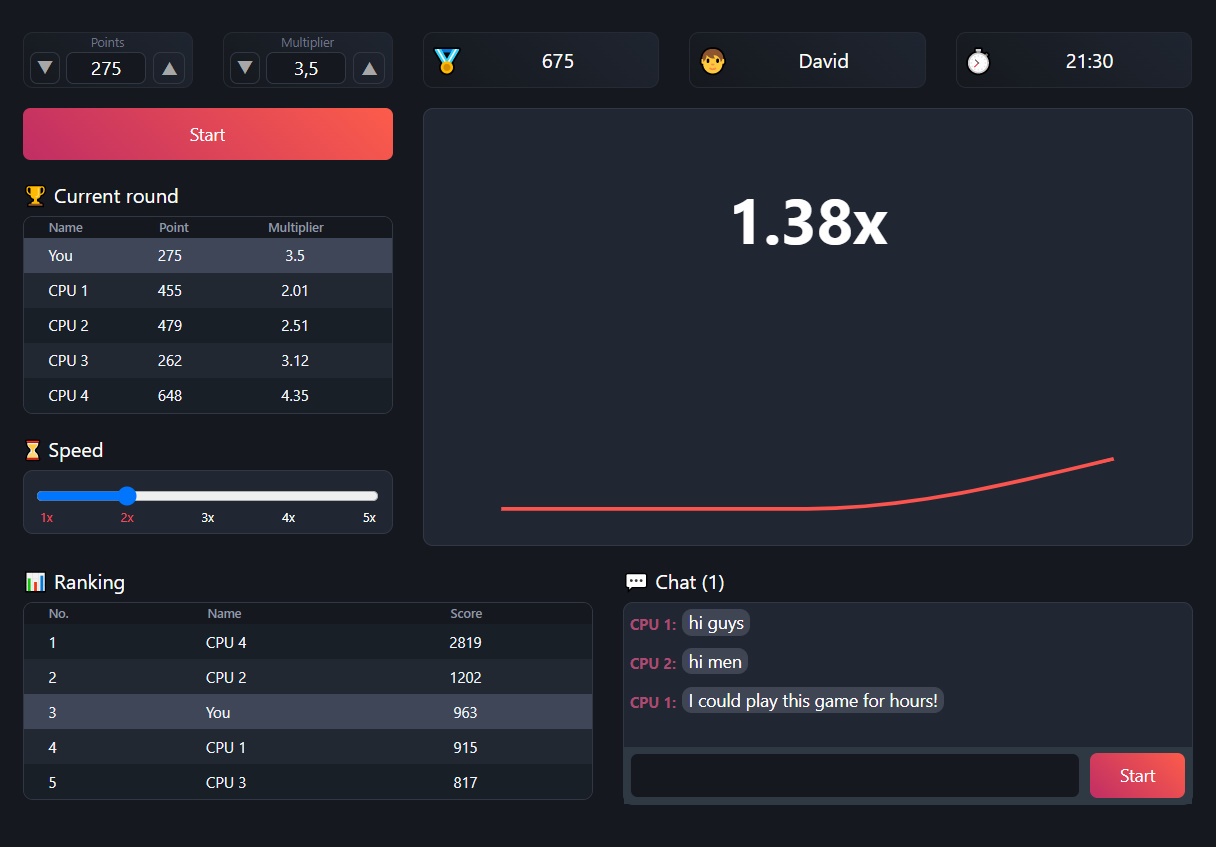 Points
▼ 275 ▲
Multiplier
▼ 3,5 ▲
675
David
21:30
Start
1.38x
Current round
Name Point Multiplier
You 275 3.5
CPU 1 455 2.01
CPU 2 479 2.51
CPU 3 262 3.12
CPU 4 648 4.35
Speed
1x 2x 3x 4x 5x
Ranking
No. Name Score
1 CPU 4 2819
2 CPU 2 1202
3 You 963
4 CPU 1 915
5 CPU 3 817
Chat (1)
CPU 1: hi guys
CPU 2: hi men
CPU 1: I could play this game for hours!
Start